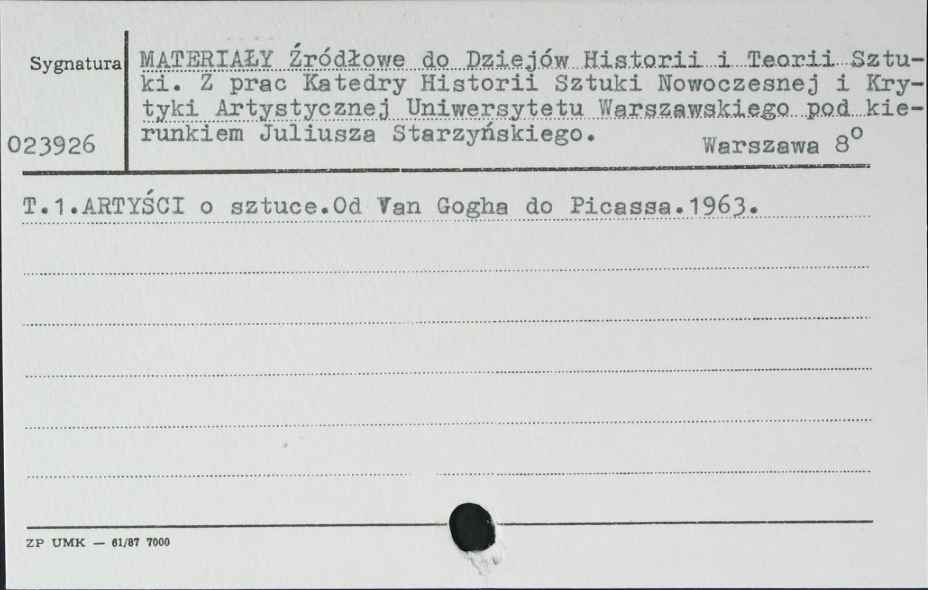 Sygnatura
MATERIAŁY Źródłowe do Dziejów Historii i Teorii Sztu-
ki. Z prac Katedry Historii Sztuki Nowoczesnej i Kry-
tyki Artystycznej Uniwersytetu Warszawskiego pod kie-
runkiem Juliusza Starzyńskiego.
023926
Warszawa 8º
T.1.ARTYŚCI o sztuce.Od Van Gogha do Picassa.1963.
ZP UMK — 61/87 7000